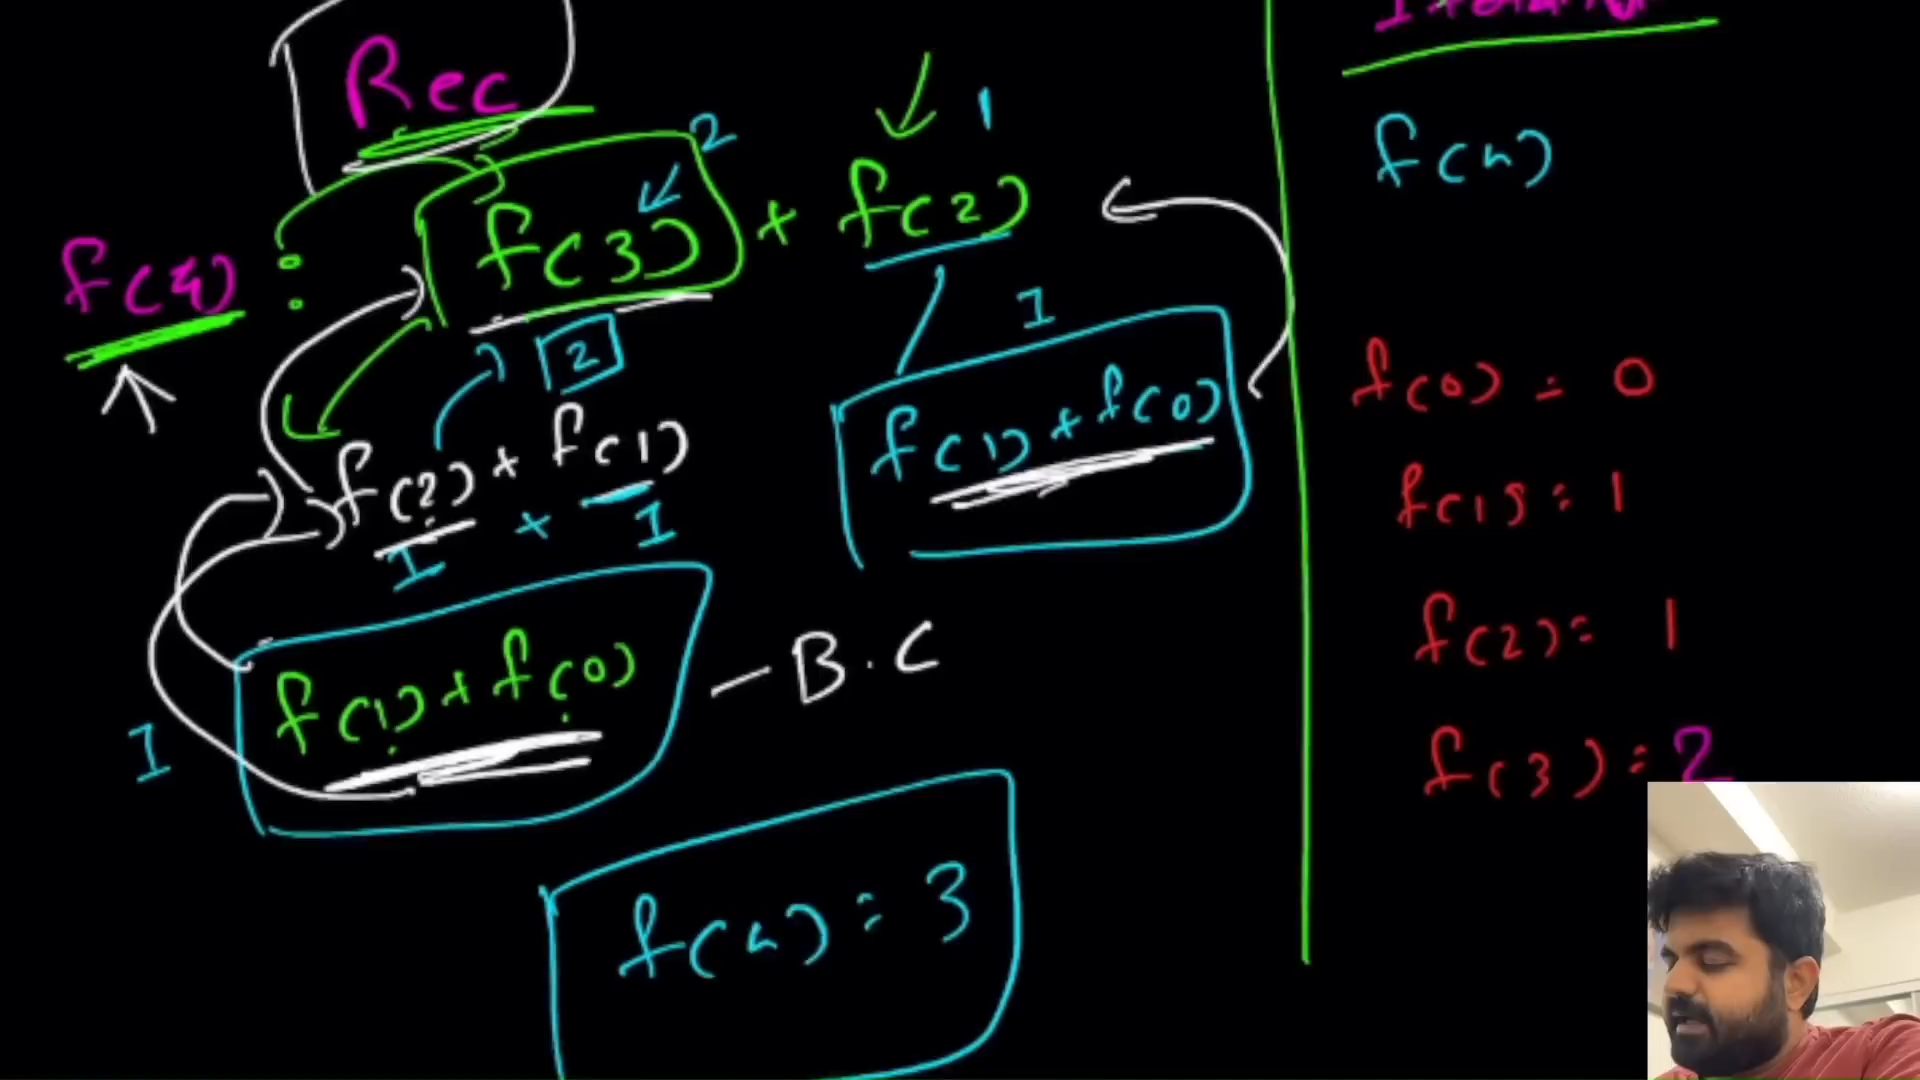 Rec
2
1
f(4) : f(3) + f(2)
2
1
f(2) + f(1)
f(1) + f(0)
1 + 1
f(1) + f(0) - B.C
1
f(4) = 3
f(4)
f(0) = 0
f(1) = 1
f(2) = 1
f(3) = 2